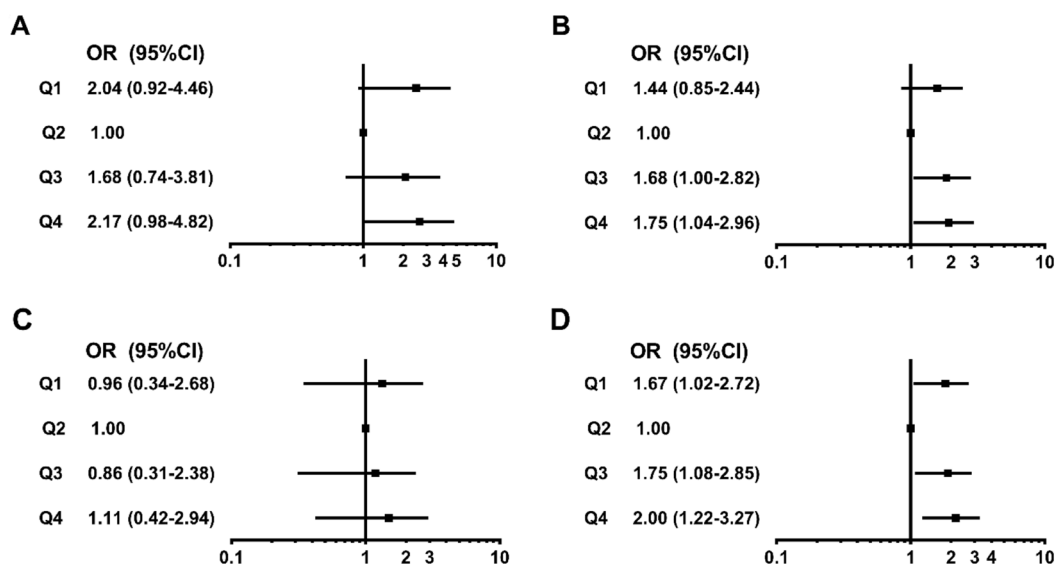 A
OR (95%CI)
Q1 2.04 (0.92-4.46)
Q2 1.00
Q3 1.68 (0.74-3.81)
Q4 2.17 (0.98-4.82)
0.1 1 2 3 4 5 10
B
OR (95%CI)
Q1 1.44 (0.85-2.44)
Q2 1.00
Q3 1.68 (1.00-2.82)
Q4 1.75 (1.04-2.96)
0.1 1 2 3 10
C
OR (95%CI)
Q1 0.96 (0.34-2.68)
Q2 1.00
Q3 0.86 (0.31-2.38)
Q4 1.11 (0.42-2.94)
0.1 1 2 3 10
D
OR (95%CI)
Q1 1.67 (1.02-2.72)
Q2 1.00
Q3 1.75 (1.08-2.85)
Q4 2.00 (1.22-3.27)
0.1 1 2 3 4 10